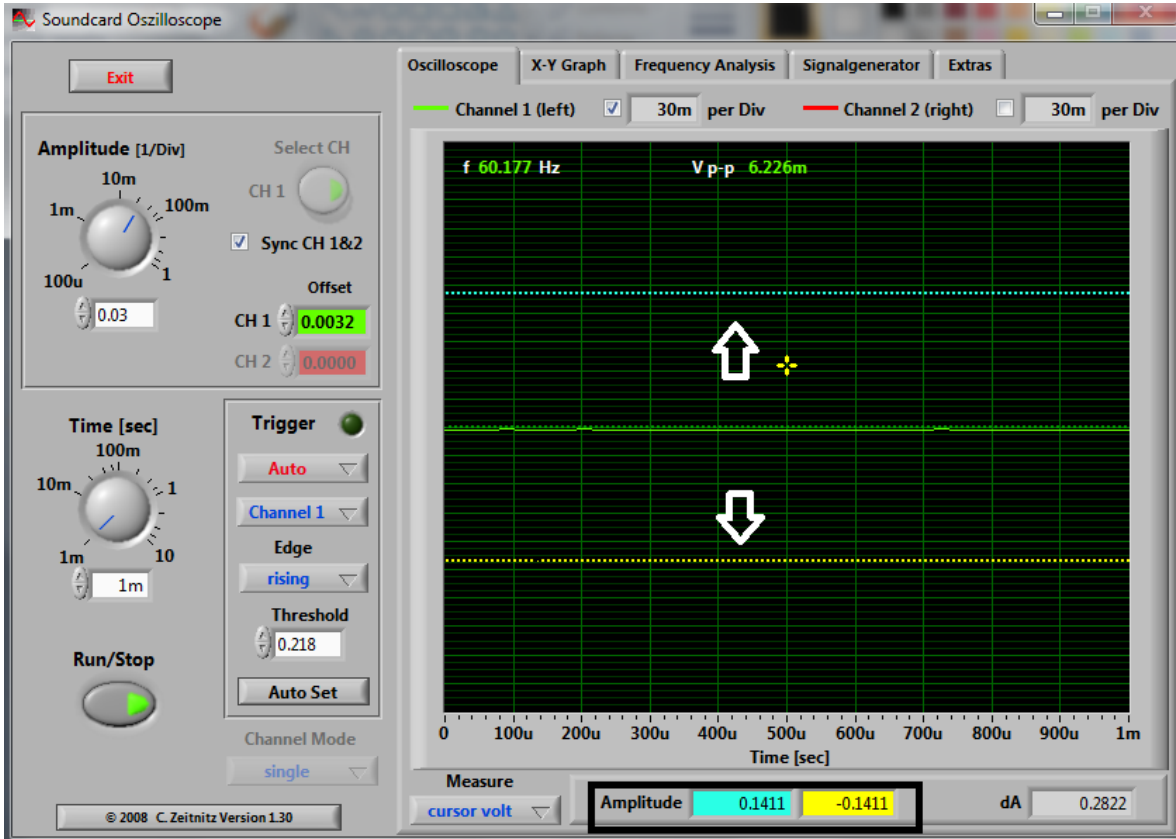 Soundcard Oszilloscope
Exit
Amplitude [1/Div]
10m
1m
100m
100u
1
0.03
Select CH
CH 1
Sync CH 1&2
Offset
CH 1 0.0032
CH 2 0.0000
Time [sec]
100m
10m
1
1m
10
1m
Run/Stop
Trigger
Auto
Channel 1
Edge
rising
Threshold
0.218
Auto Set
Channel Mode
single
© 2008 C. Zeitnitz Version 1.30
Oscilloscope X-Y Graph Frequency Analysis Signalgenerator Extras
Channel 1 (left) 30m per Div Channel 2 (right) 30m per Div
f 60.177 Hz V p-p 6.226m
0 100u 200u 300u 400u 500u 600u 700u 800u 900u 1m
Time [sec]
Measure
cursor volt
Amplitude 0.1411 -0.1411 dA 0.2822